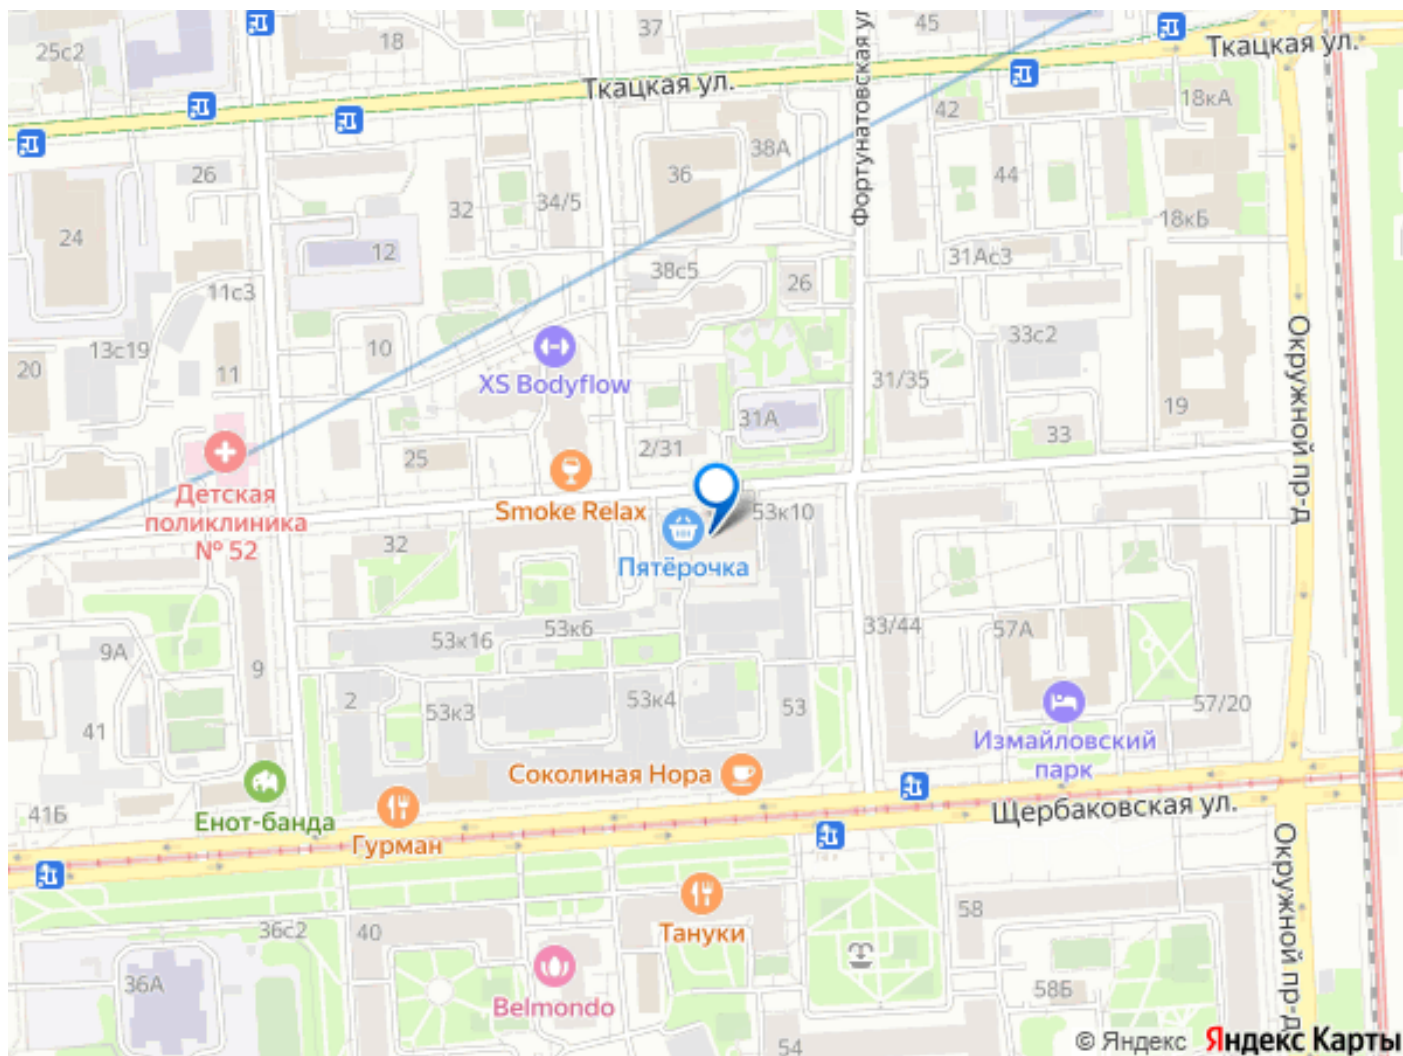 37
45
18
25с2
Ткацкая ул.
Ткацкая ул.
Фортунатовская ул
42
18кА
38А
36
44
26
32
34/5
24
12
18кБ
31Ас3
38с5
26
11с3
33с2
13с19
10
20
11
XS Bodyflow
31/35
19
Окружной пр-д
31А
33
2/31
25
Детская
поликлиника
№ 52
Smoke Relax
53к10
32
Пятёрочка
53к6
33/44
57А
53к16
9А
9
2
53к3
53к4
53
57/20
41
Измайловский
парк
Соколиная Нора
41Б
Енот-банда
Гурман
Щербаковская ул.
Окружной пр-д
58
36с2
40
Тануки
36А
58Б
Belmondo
54
© Яндекс Яндекс Карты